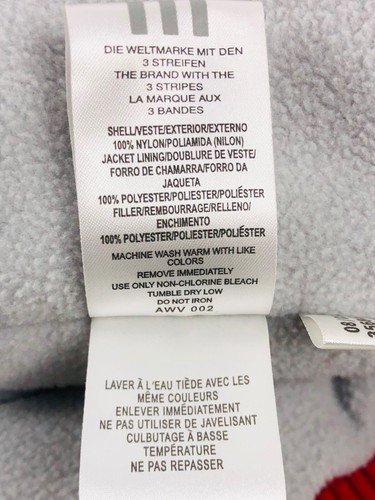 DIE WELTMARKE MIT DEN
3 STREIFEN
THE BRAND WITH THE
3 STRIPES
LA MARQUE AUX
3 BANDES
SHELL/VESTE/EXTERIOR/EXTERNO
100% NYLON/POLIAMIDA (NILON)
JACKET LINING/DOUBLURE DE VESTE/
FORRO DE CHAMARRA/FORRO DA
JAQUETA
100% POLYESTER/POLIESTER/POLIÉSTER
FILLER/REMBOURRAGE/RELLENO/
ENCHIMENTO
100% POLYESTER/POLIESTER/POLIÉSTER
MACHINE WASH WARM WITH LIKE
COLORS
REMOVE IMMEDIATELY
USE ONLY NON-CHLORINE BLEACH
TUMBLE DRY LOW
DO NOT IRON
AWV 002
LAVER À L'EAU TIÈDE AVEC LES
MÊME COULEURS
ENLEVER IMMÉDIATEMENT
NE PAS UTILISER DE JAVELISANT
CULBUTAGE À BASSE
TEMPÉRATURE
NE PAS REPASSER